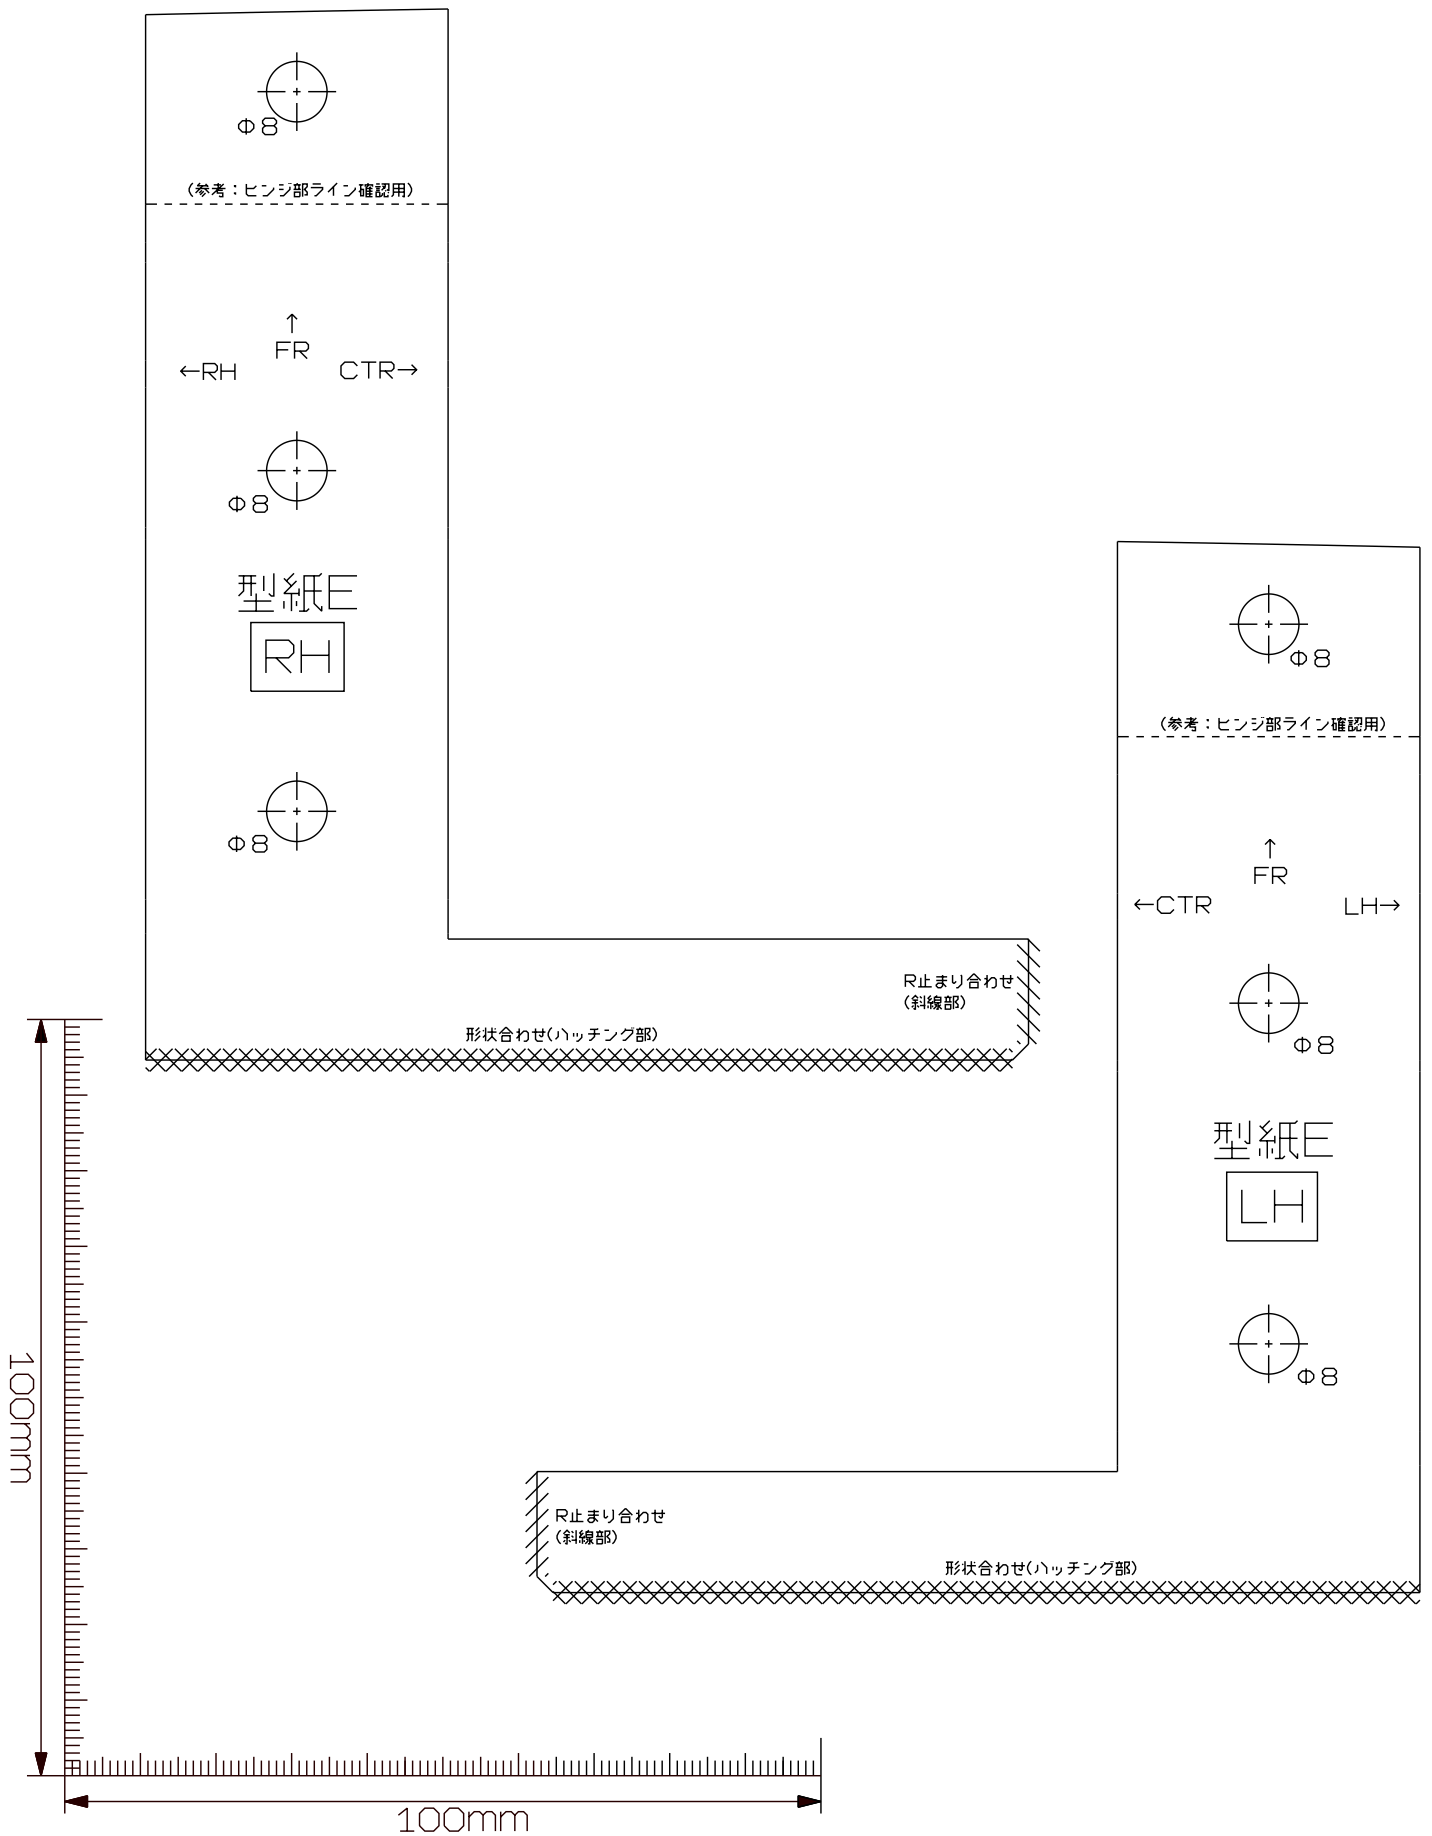 Φ8
(参考：ヒンジ部ライン確認用)
↑
FR
←RH
CTR→
Φ8
型紙E
RH
Φ8
R止まり合わせ
(斜線部)
形状合わせ(ハッチング部)
Φ8
(参考：ヒンジ部ライン確認用)
↑
FR
←CTR
LH→
Φ8
型紙E
LH
Φ8
R止まり合わせ
(斜線部)
形状合わせ(ハッチング部)
100mm
100mm